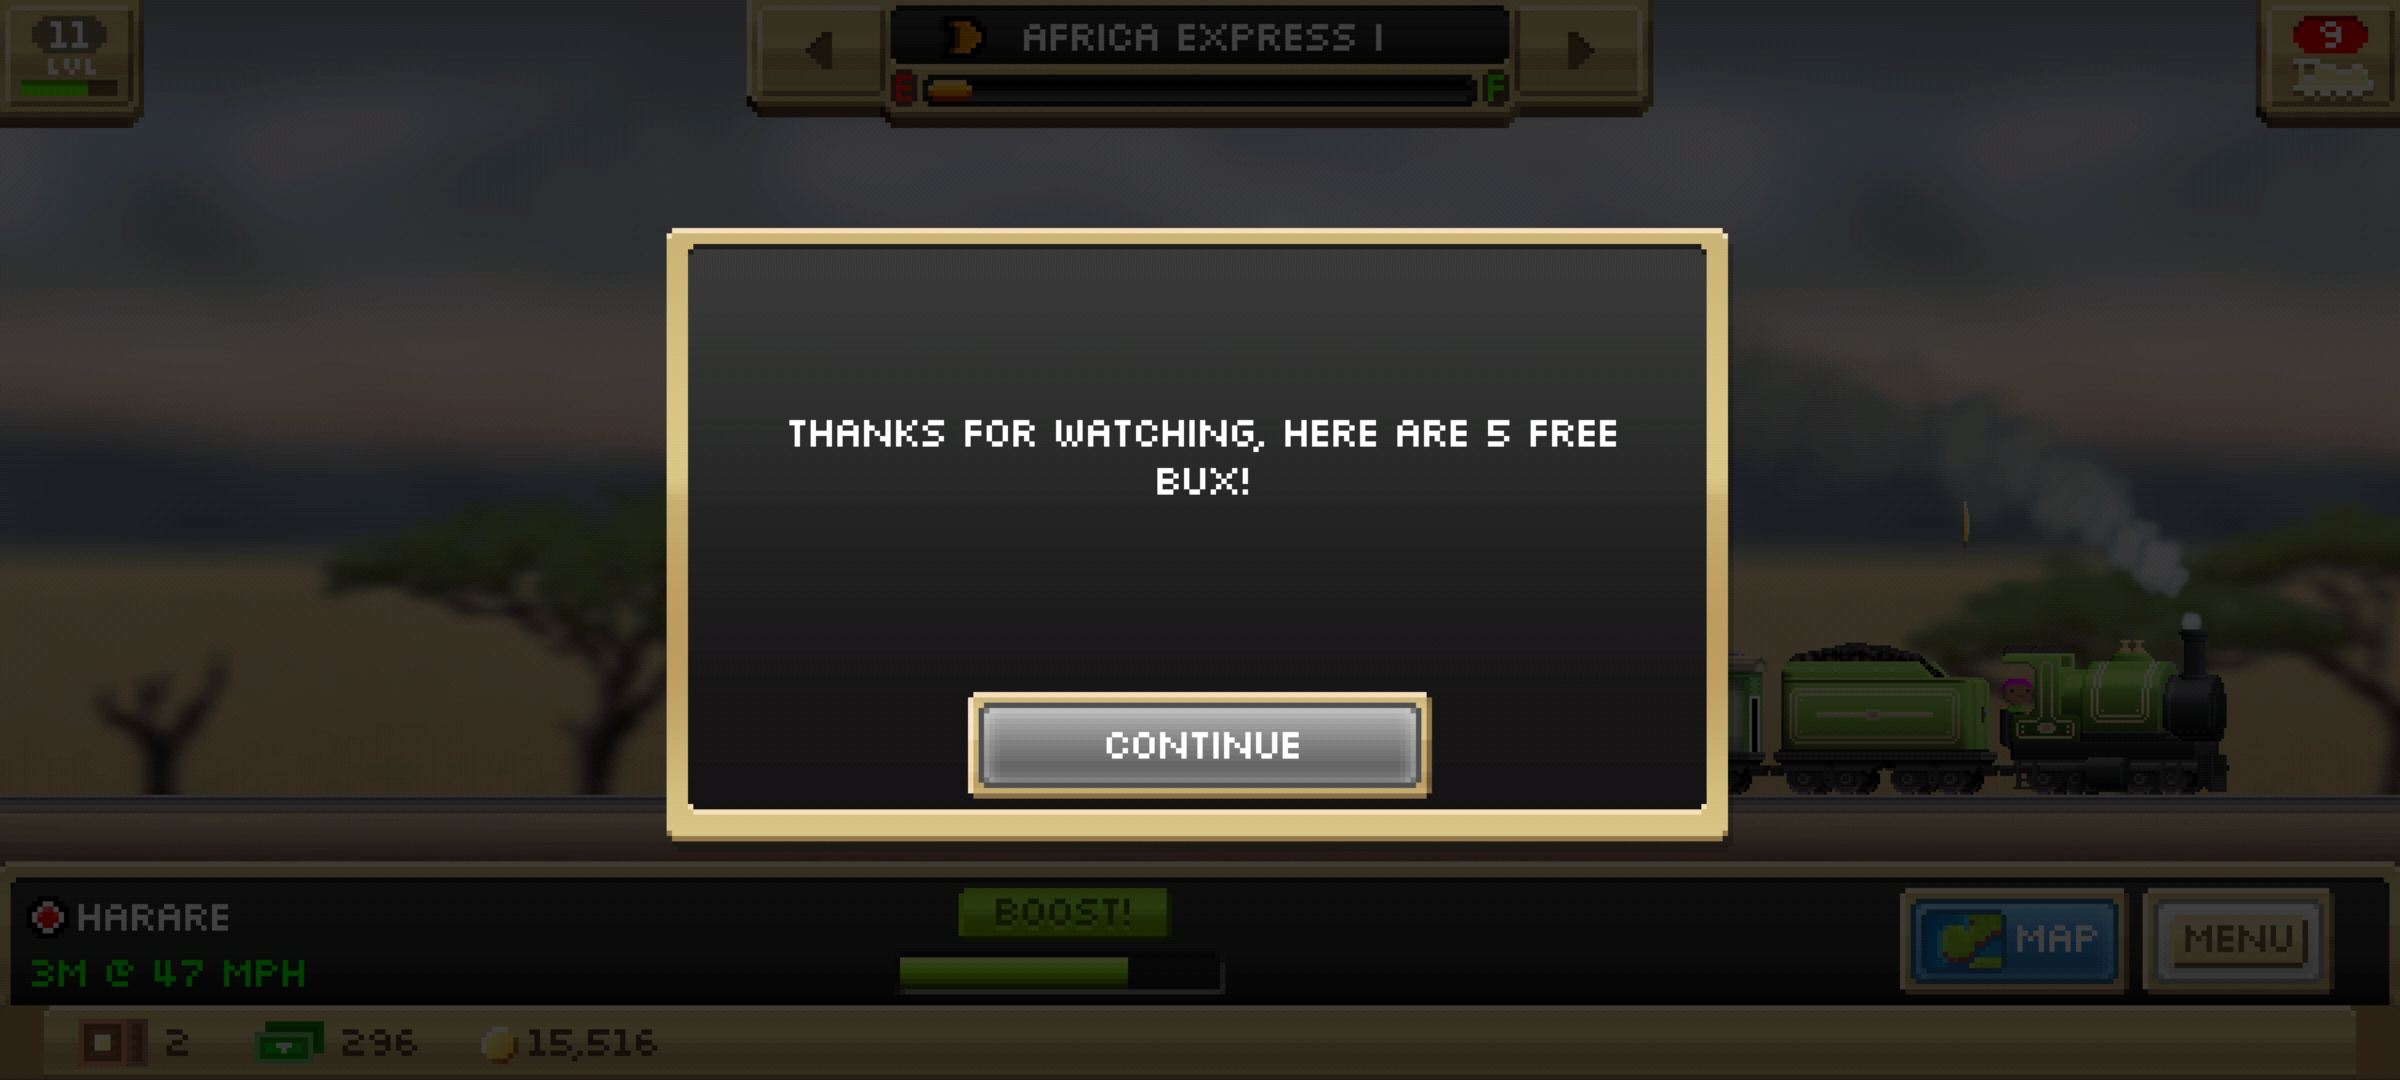 11
LVL
AFRICA EXPRESS I
E
F
9
THANKS FOR WATCHING, HERE ARE 5 FREE
BUX!
CONTINUE
HARARE
BOOST!
3M @ 47 MPH
MAP
MENU
2
296
15,516